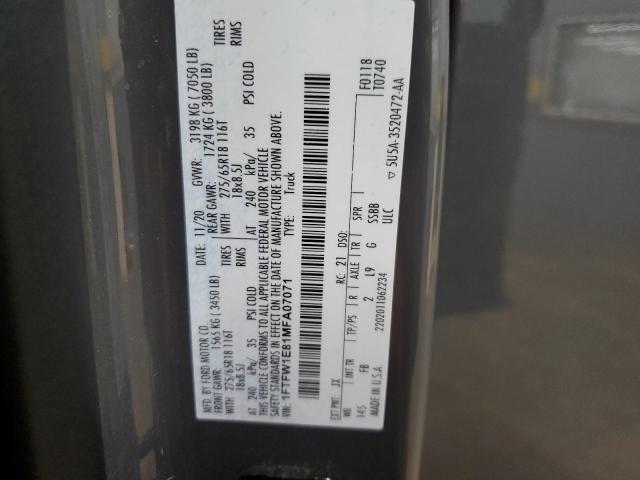 MFD. BY FORD MOTOR CO. DATE: 11/20 GVWR: 3198 KG (7050 LB)
FRONT GAWR: 1565 KG (3450 LB) REAR GAWR: 1724 KG (3800 LB)
WITH 275/65R18 116T TIRES WITH 275/65R18 116T TIRES
18x8.5J RIMS 18x8.5J RIMS
AT 240 kPa/ 35 PSI COLD AT 240 kPa/ 35 PSI COLD
THIS VEHICLE CONFORMS TO ALL APPLICABLE FEDERAL MOTOR VEHICLE
SAFETY STANDARDS IN EFFECT ON THE DATE OF MANUFACTURE SHOWN ABOVE.
VIN: 1FTFW1E81MFA07071 TYPE: Truck
F0118
T0740
EXT PNT: JX RC: 21 DSO:
WB INT TR TP/PS R AXLE TR SPR
145 FB 2 L9 G SSBB
ULC
MADE IN U.S.A. 2202011062234
▽ 5U5A-3520472-AA